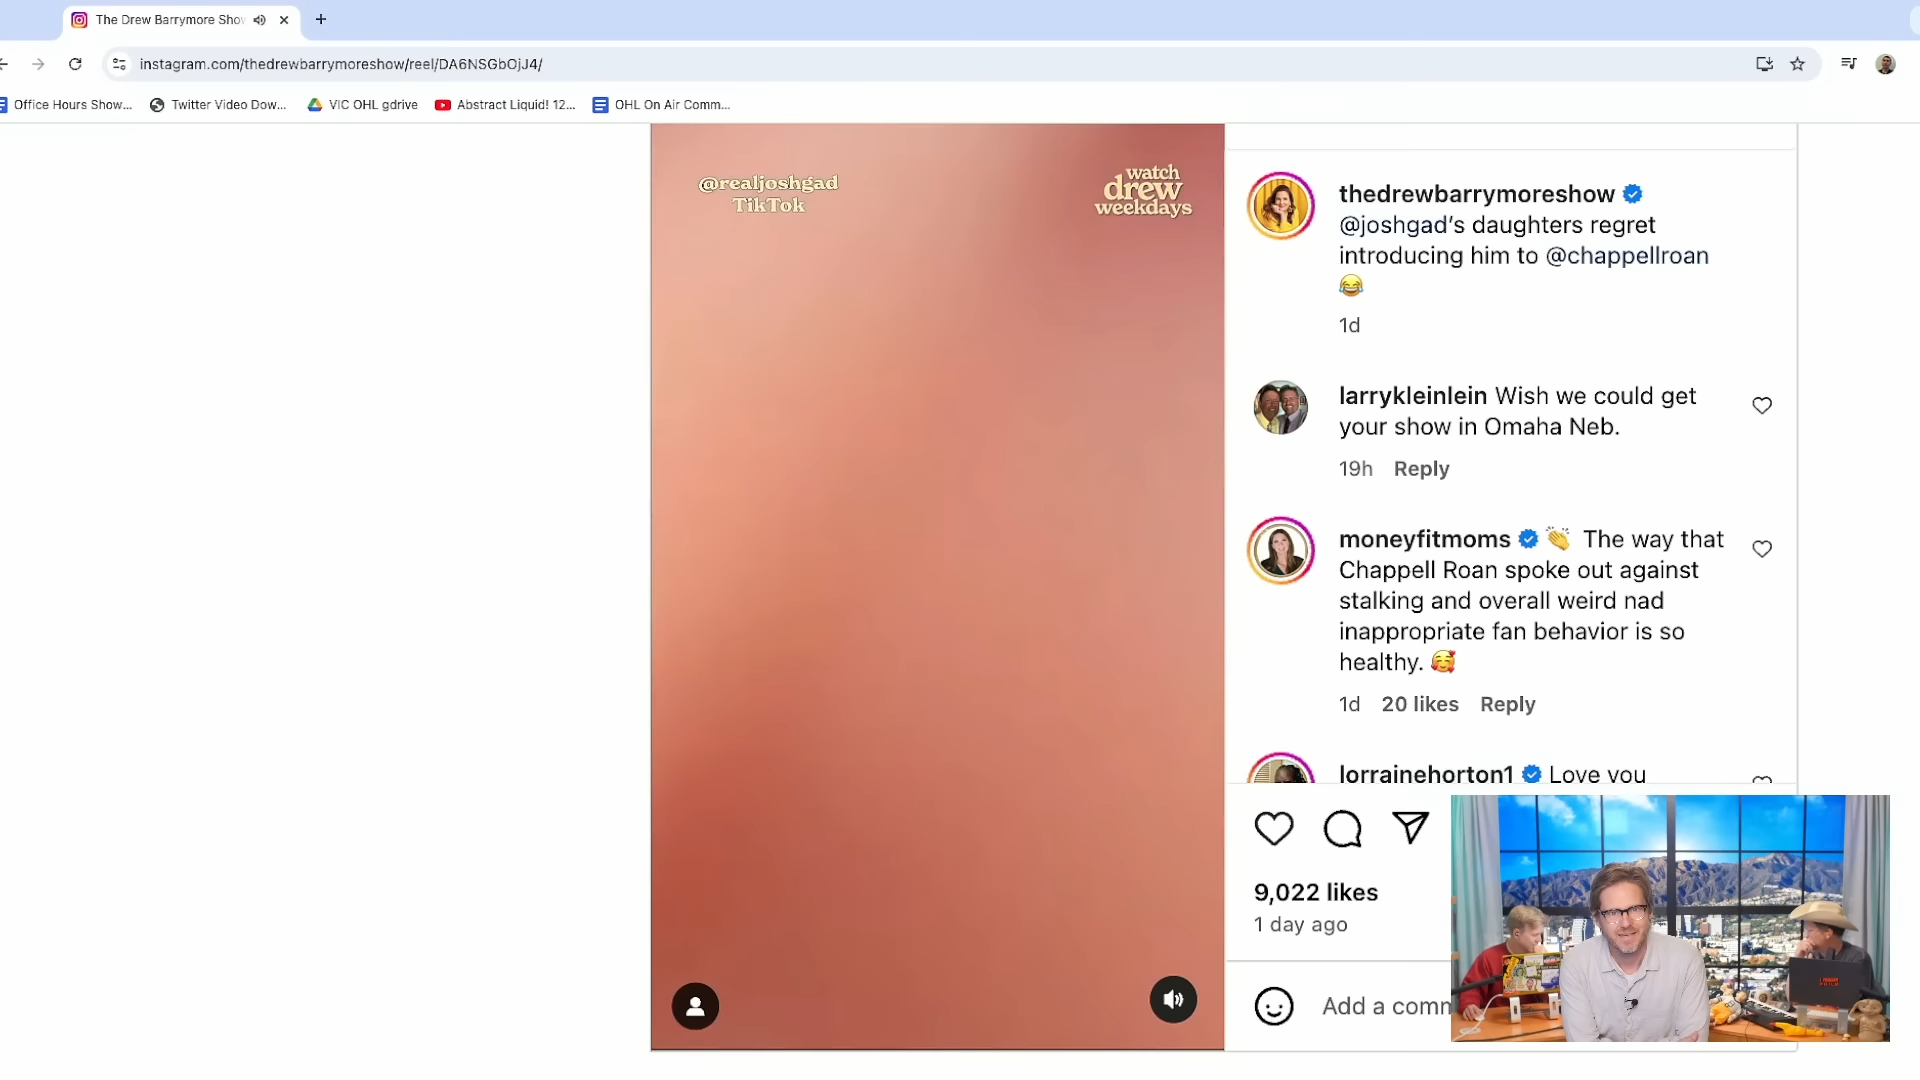 The Drew Barrymore Sho
instagram.com/thedrewbarrymoreshow/reel/DA6NSGbOjJ4/
Office Hours Show...
Twitter Video Dow...
VIC OHL gdrive
Abstract Liquid! 12...
OHL On Air Comm...
@realjoshgad
TikTok
watch
drew
weekdays
thedrewbarrymoreshow
@joshgad's daughters regret
introducing him to @chappellroan
😂
1d
larrykleinlein Wish we could get
your show in Omaha Neb.
19h Reply
moneyfitmoms 👏 The way that
Chappell Roan spoke out against
stalking and overall weird nad
inappropriate fan behavior is so
healthy. 🥰
1d 20 likes Reply
lorrainehorton1 Love you
9,022 likes
1 day ago
Add a comm